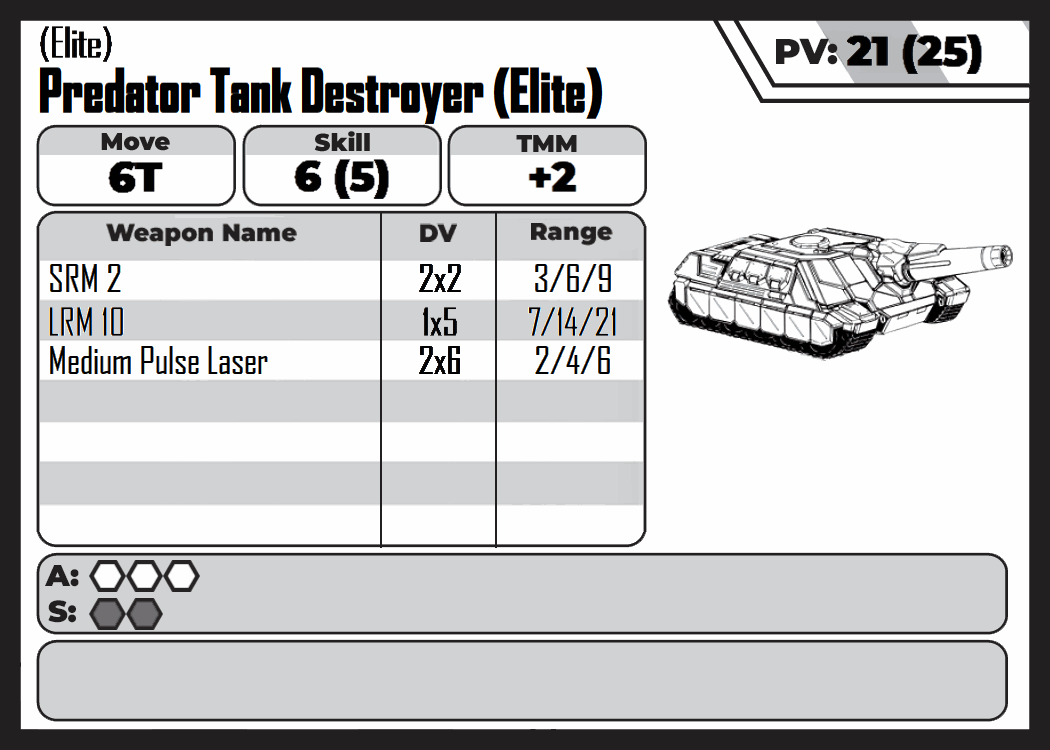 (Elite)
Predator Tank Destroyer (Elite)
PV: 21 (25)
Move
6T
Skill
6 (5)
TMM
+2
Weapon Name DV Range
SRM 2 2x2 3/6/9
LRM 10 1x5 7/14/21
Medium Pulse Laser 2x6 2/4/6
A:
S: